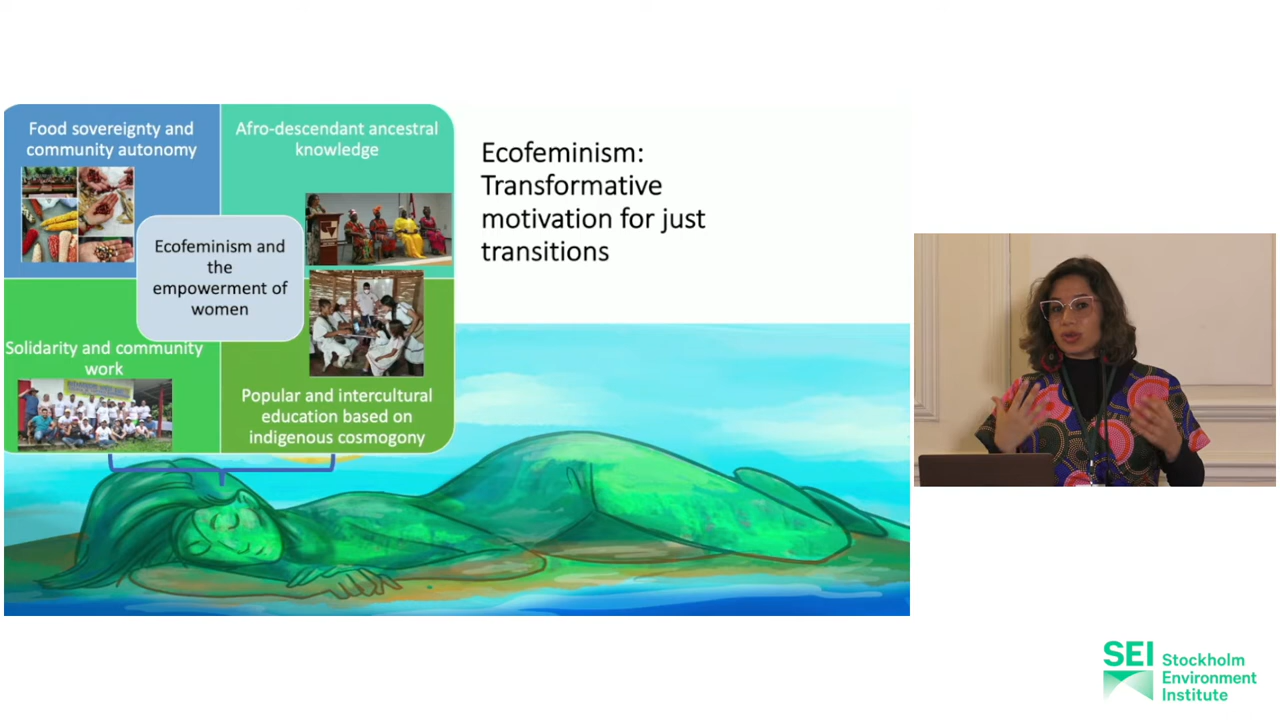 Food sovereignty and
community autonomy
Afro-descendant ancestral
knowledge
Ecofeminism and
the
empowerment of
women
Solidarity and community
work
Popular and intercultural
education based on
indigenous cosmogony
Ecofeminism:
Transformative
motivation for just
transitions
SEI
Stockholm
Environment
Institute